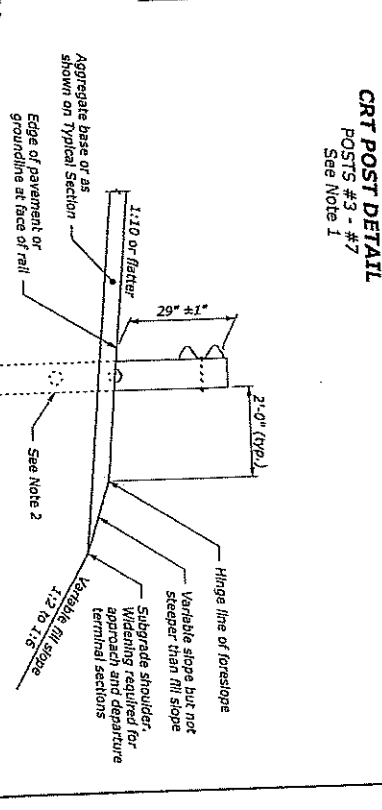 CRT POST DETAIL
POSTS #3 - #7
See Note 1
Aggregate base or as
shown on Typical Section
Edge of pavement or
groundline at face of rail
1:10 or flatter
29" ±1"
2'-0" (typ.)
See Note 2
Hinge line of foreslope
Variable slope but not
steeper than fill slope
Subgrade shoulder.
Widening required for
approach and departure
terminal sections
Variable fill slope
1:2 to 1:6